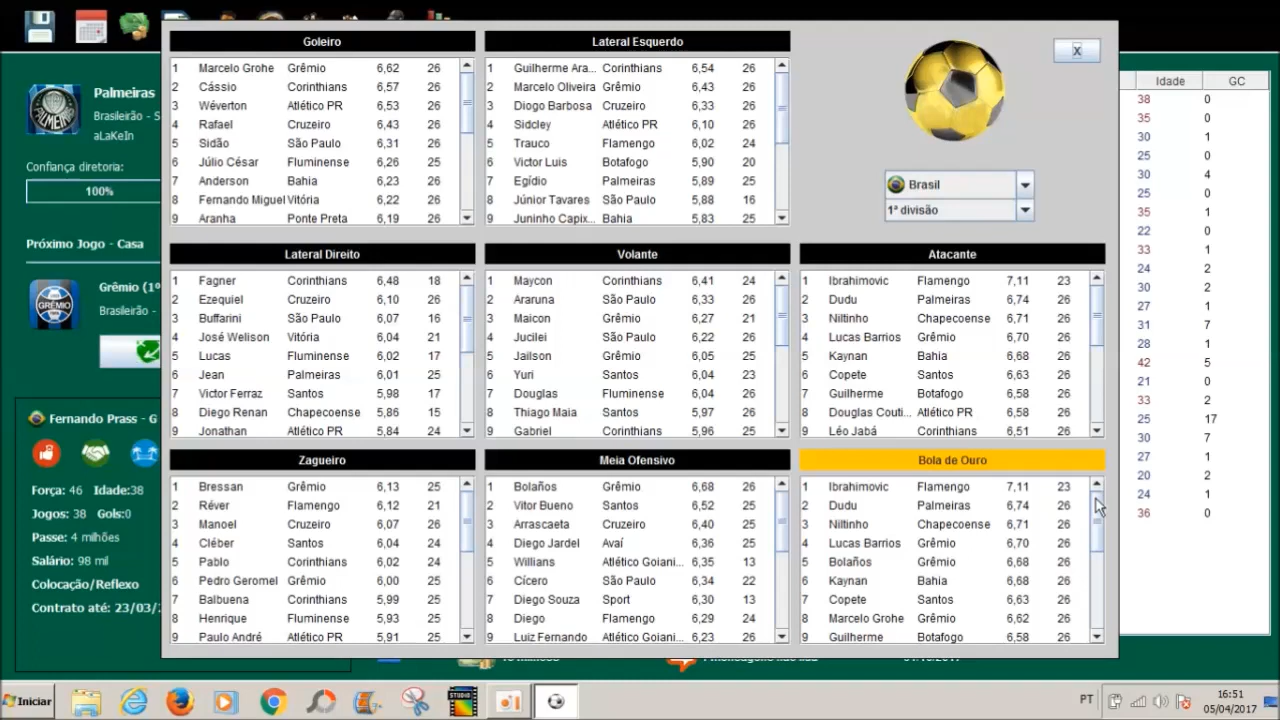 Goleiro
1 Marcelo Grohe Grêmio 6,62 26
2 Cássio Corinthians 6,57 26
3 Wéverton Atlético PR 6,53 26
4 Rafael Cruzeiro 6,43 26
5 Sidão São Paulo 6,31 26
6 Júlio César Fluminense 6,26 25
7 Anderson Bahia 6,23 26
8 Fernando Miguel Vitória 6,22 26
9 Aranha Ponte Preta 6,19 26
Lateral Esquerdo
1 Guilherme Ara... Corinthians 6,54 26
2 Marcelo Oliveira Grêmio 6,43 26
3 Diogo Barbosa Cruzeiro 6,33 26
4 Sidcley Atlético PR 6,10 26
5 Trauco Flamengo 6,02 24
6 Victor Luis Botafogo 5,90 20
7 Egídio Palmeiras 5,89 25
8 Júnior Tavares São Paulo 5,88 16
9 Juninho Capix... Bahia 5,83 25
X
Brasil
1ª divisão
Lateral Direito
1 Fagner Corinthians 6,48 18
2 Ezequiel Cruzeiro 6,10 26
3 Buffarini São Paulo 6,07 16
4 José Welison Vitória 6,04 21
5 Lucas Fluminense 6,02 17
6 Jean Palmeiras 6,01 25
7 Victor Ferraz Santos 5,98 17
8 Diego Renan Chapecoense 5,86 15
9 Jonathan Atlético PR 5,84 24
Volante
1 Maycon Corinthians 6,41 24
2 Araruna São Paulo 6,33 26
3 Maicon Grêmio 6,27 21
4 Jucilei São Paulo 6,22 26
5 Jailson Grêmio 6,05 25
6 Yuri Santos 6,04 23
7 Douglas Fluminense 6,04 26
8 Thiago Maia Santos 5,97 26
9 Gabriel Corinthians 5,96 25
Atacante
1 Ibrahimovic Flamengo 7,11 23
2 Dudu Palmeiras 6,74 26
3 Niltinho Chapecoense 6,71 26
4 Lucas Barrios Grêmio 6,70 26
5 Kaynan Bahia 6,68 26
6 Copete Santos 6,63 26
7 Guilherme Botafogo 6,58 26
8 Douglas Couti... Atlético PR 6,58 26
9 Léo Jabá Corinthians 6,51 26
Zagueiro
1 Bressan Grêmio 6,13 25
2 Réver Flamengo 6,12 21
3 Manoel Cruzeiro 6,07 26
4 Cléber Santos 6,04 24
5 Pablo Corinthians 6,02 24
6 Pedro Geromel Grêmio 6,00 25
7 Balbuena Corinthians 5,99 25
8 Henrique Fluminense 5,93 25
9 Paulo André Atlético PR 5,91 25
Meia Ofensivo
1 Bolaños Grêmio 6,68 26
2 Vitor Bueno Santos 6,52 25
3 Arrascaeta Cruzeiro 6,40 25
4 Diego Jardel Avaí 6,36 25
5 Willians Atlético Goiani... 6,35 13
6 Cícero São Paulo 6,34 22
7 Diego Souza Sport 6,30 13
8 Diego Flamengo 6,29 24
9 Luiz Fernando Atlético Goiani... 6,23 26
Bola de Ouro
1 Ibrahimovic Flamengo 7,11 23
2 Dudu Palmeiras 6,74 26
3 Niltinho Chapecoense 6,71 26
4 Lucas Barrios Grêmio 6,70 26
5 Bolaños Grêmio 6,68 26
6 Kaynan Bahia 6,68 26
7 Copete Santos 6,63 26
8 Marcelo Grohe Grêmio 6,62 26
9 Guilherme Botafogo 6,58 26
Palmeiras
Brasileirão - S
aLaKeIn
Confiança diretoria:
100%
Próximo Jogo - Casa
GRÊMIO
Grêmio (1º
Brasileirão -
Fernando Prass - G
Força: 46 Idade:38
Jogos: 38 Gols:0
Passe: 4 milhões
Salário: 98 mil
Colocação/Reflexo
Contrato até: 23/03/
Idade GC
38 0
35 0
30 1
25 0
30 4
25 0
35 1
22 0
33 1
24 2
30 2
27 1
31 7
28 1
42 5
21 0
33 2
25 17
30 7
27 1
20 2
24 1
36 0
Iniciar
STUDIO
PT
16:51
05/04/2017